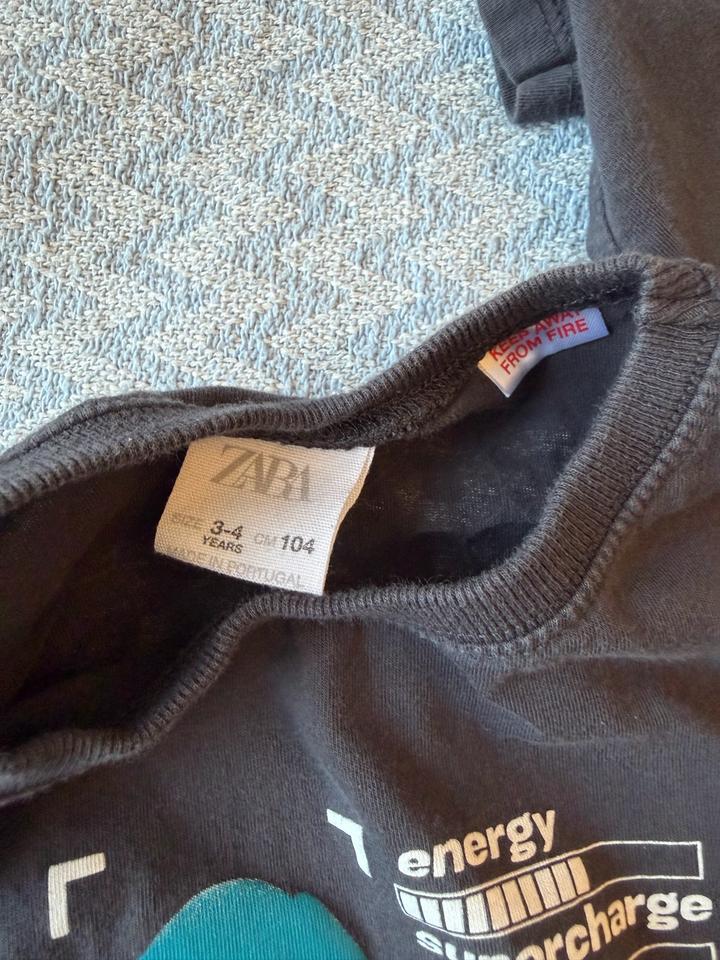 KEEP AWAY
FROM FIRE
ZARA
SIZE 3-4 CM 104
YEARS
MADE IN PORTUGAL
energy
supercharge